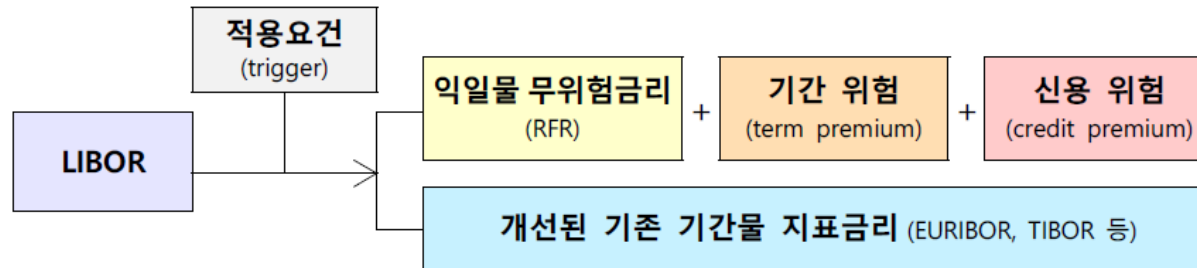 적용요건
(trigger)
LIBOR
익일물 무위험금리
(RFR)
+
기간 위험
(term premium)
+
신용 위험
(credit premium)
개선된 기존 기간물 지표금리 (EURIBOR, TIBOR 등)